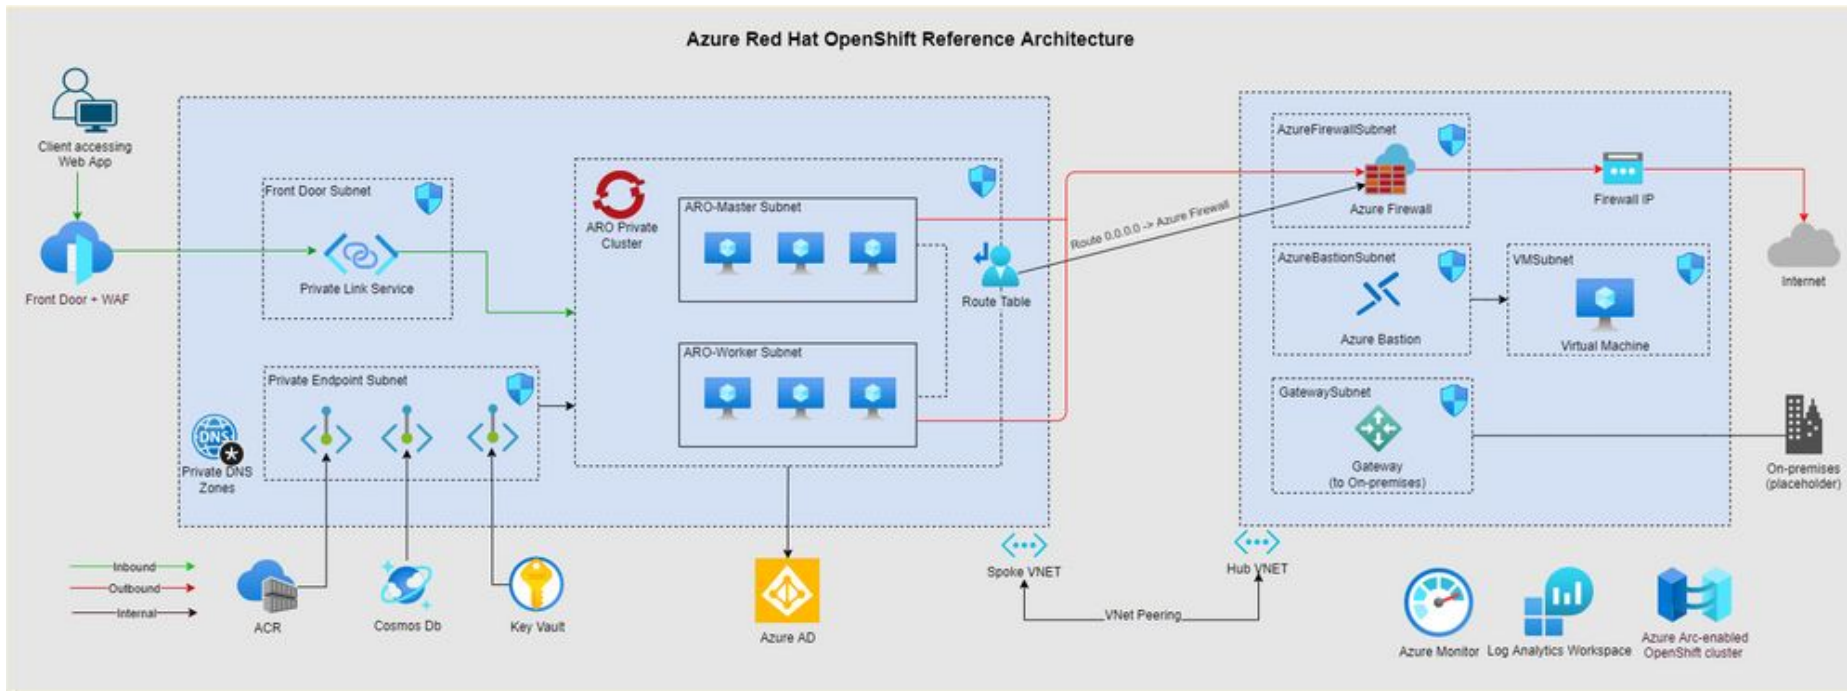 Azure Red Hat OpenShift Reference Architecture
Client accessing
Web App
Front Door + WAF
Front Door Subnet
Private Link Service
ARO Private
Cluster
ARO-Master Subnet
Route Table
ARO-Worker Subnet
Private Endpoint Subnet
DNS
Private DNS
Zones
Route 0.0.0.0 -> Azure Firewall
AzureFirewallSubnet
Azure Firewall
Firewall IP
Internet
AzureBastionSubnet
Azure Bastion
VMSubnet
Virtual Machine
GatewaySubnet
Gateway
(to On-premises)
On-premises
(placeholder)
Inbound
Outbound
Internal
ACR
Cosmos Db
Key Vault
Azure AD
Spoke VNET
Hub VNET
VNet Peering
Azure Monitor
Log Analytics Workspace
Azure Arc-enabled
OpenShift cluster